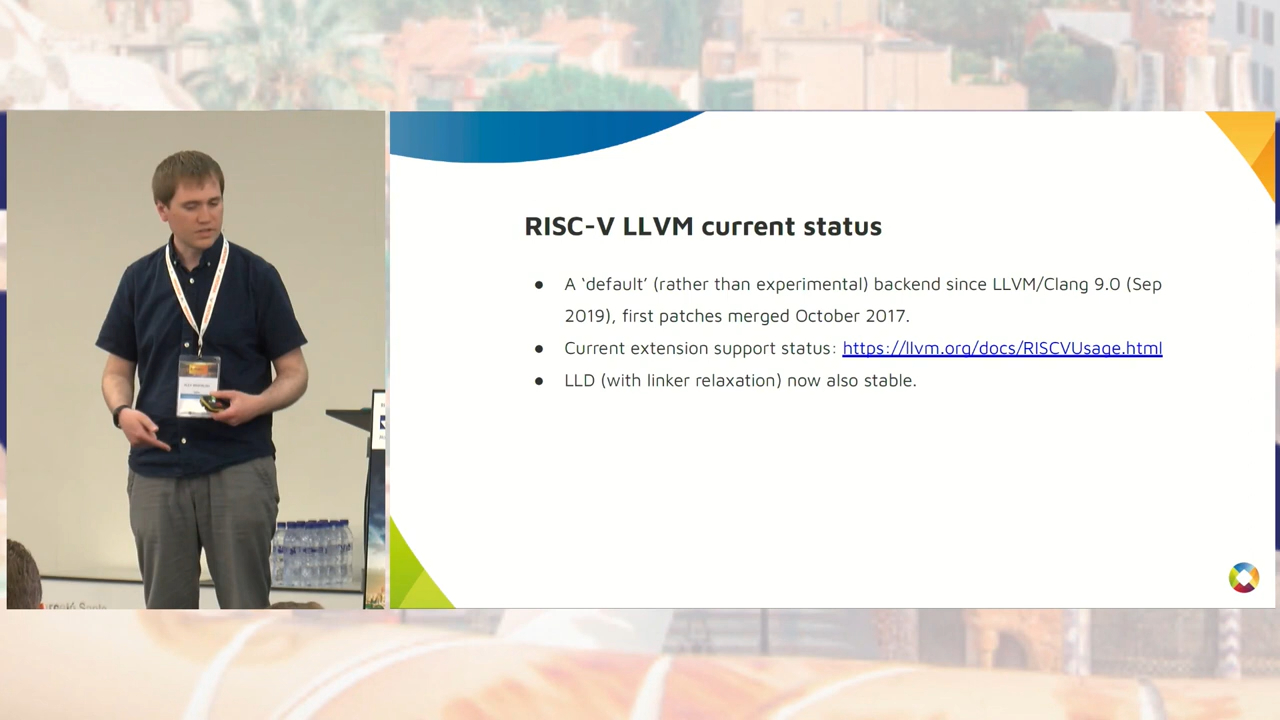 RISC-V LLVM current status
● A ‘default’ (rather than experimental) backend since LLVM/Clang 9.0 (Sep
2019), first patches merged October 2017.
● Current extension support status: https://llvm.org/docs/RISCVUsage.html
● LLD (with linker relaxation) now also stable.